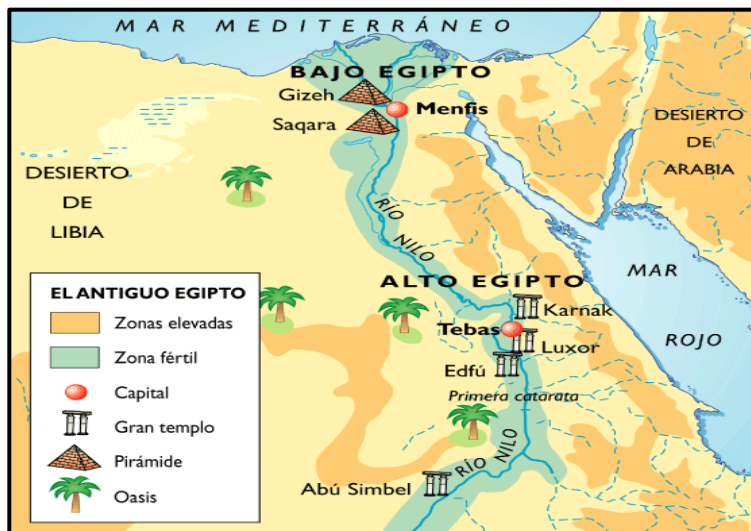 MAR MEDITERRÁNEO
BAJO EGIPTO
Gizeh
Menfis
Saqara
DESIERTO
DE
LIBIA
DESIERTO
DE
ARABIA
RÍO NILO
ALTO EGIPTO
MAR
ROJO
Karnak
Tebas
Luxor
Edfú
Primera catarata
RÍO NILO
Abú Simbel
EL ANTIGUO EGIPTO
Zonas elevadas
Zona fértil
Capital
Gran templo
Pirámide
Oasis